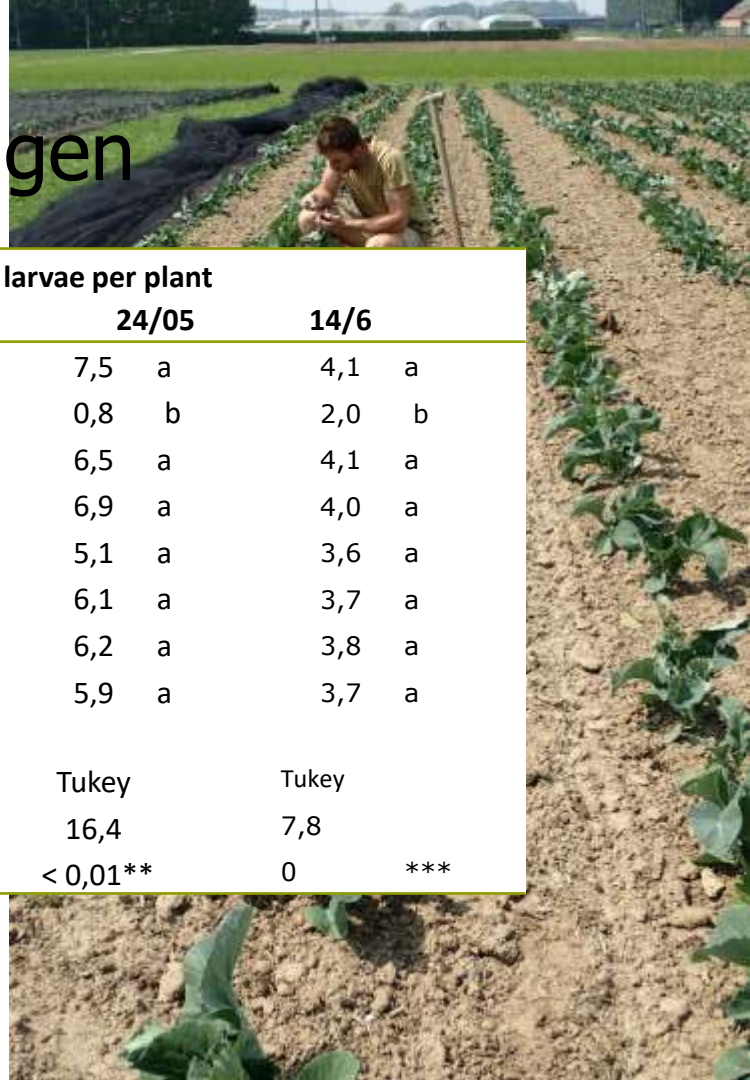 gen
larvae per plant
24/05 14/6
7,5 a 4,1 a
0,8 b 2,0 b
6,5 a 4,1 a
6,9 a 4,0 a
5,1 a 3,6 a
6,1 a 3,7 a
6,2 a 3,8 a
5,9 a 3,7 a
Tukey Tukey
16,4 7,8
< 0,01** 0 ***